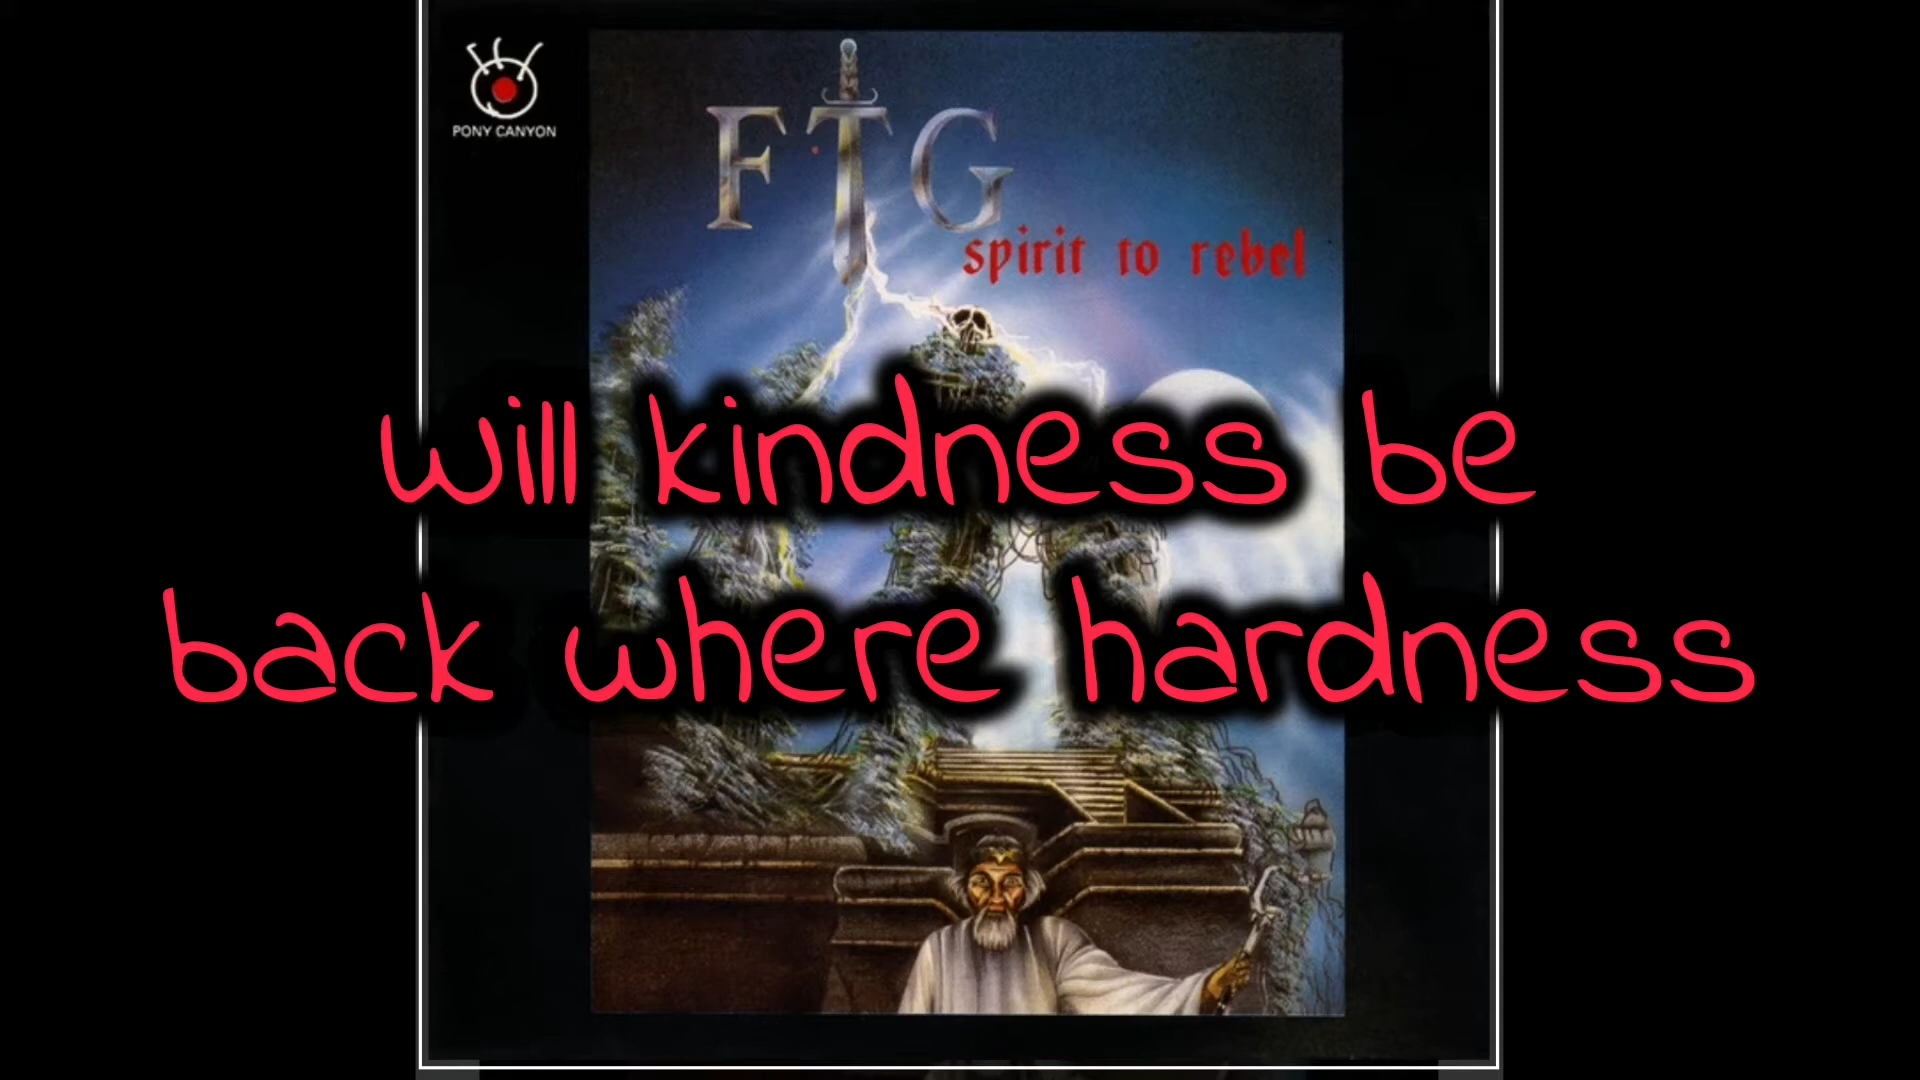 PONY CANYON
FTG
spirit to rebel
will kindness be
back where hardness